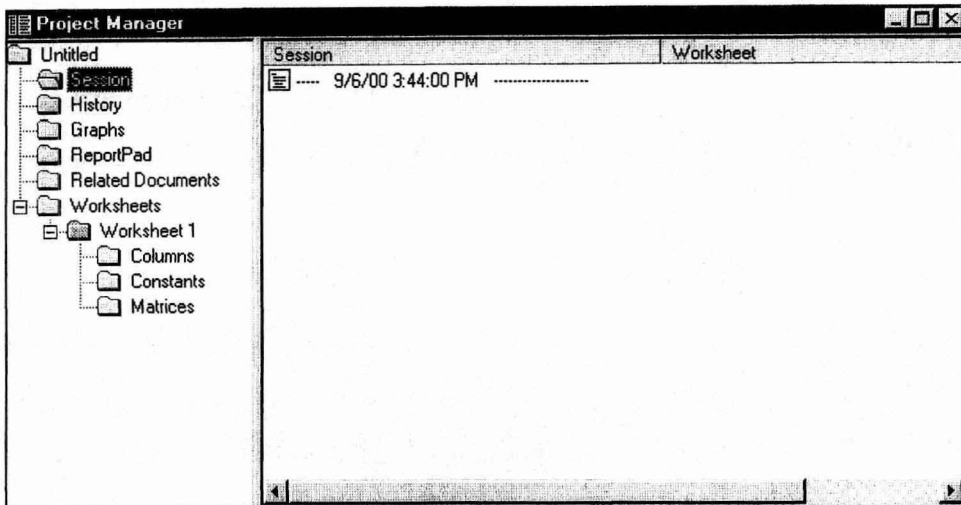 Project Manager
Untitled
Session
History
Graphs
ReportPad
Related Documents
Worksheets
Worksheet 1
Columns
Constants
Matrices
Session Worksheet
----- 9/6/00 3:44:00 PM -------------------